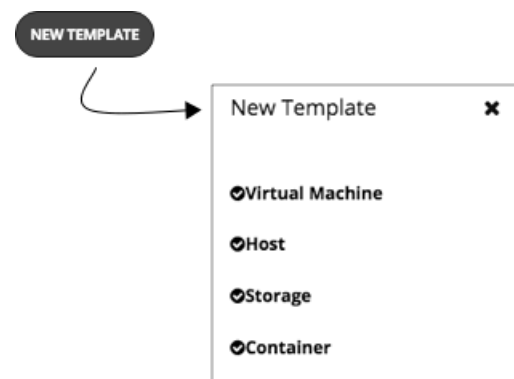 NEW TEMPLATE
New Template
Virtual Machine
Host
Storage
Container